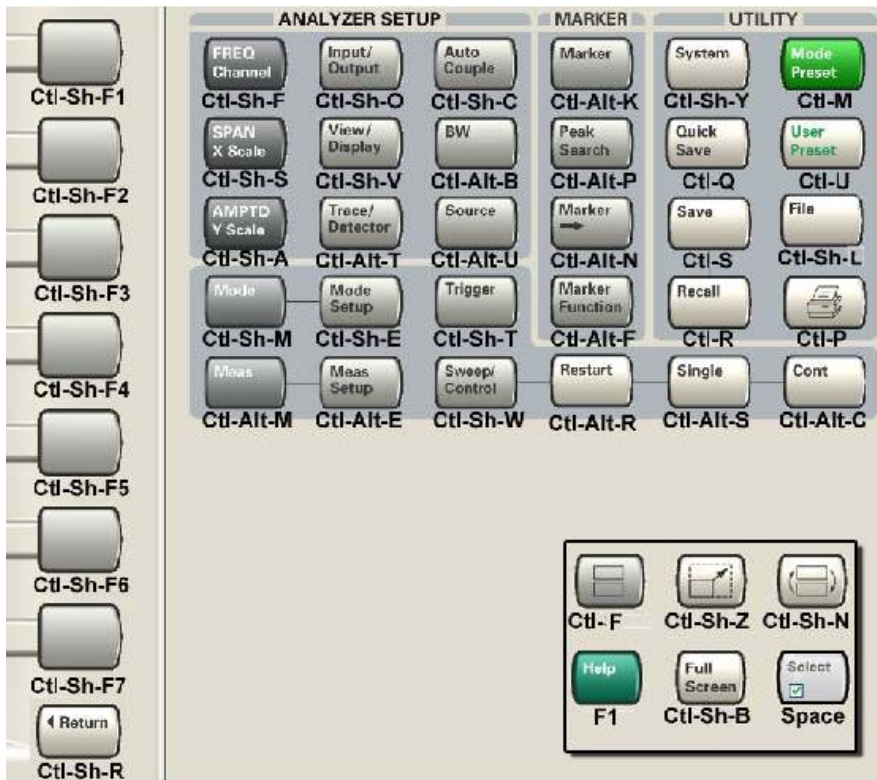 ANALYZER SETUP
MARKER
UTILITY
FREQ
Channel
Input/
Output
Auto
Couple
Marker
System
Mode
Preset
Ctl-Sh-F1
Ctl-Sh-F
Ctl-Sh-O
Ctl-Sh-C
Ctl-Alt-K
Ctl-Sh-Y
Ctl-M
SPAN
X Scale
View/
Display
BW
Peak
Search
Quick
Save
User
Preset
Ctl-Sh-F2
Ctl-Sh-S
Ctl-Sh-V
Ctl-Alt-B
Ctl-Alt-P
Ctl-Q
Ctl-U
AMPTD
Y Scale
Trace/
Detector
Source
Marker
Save
File
Ctl-Sh-F3
Ctl-Sh-A
Ctl-Alt-T
Ctl-Alt-U
Ctl-Alt-N
Ctl-S
Ctl-Sh-L
Mode
Mode
Setup
Trigger
Marker
Function
Recall
Ctl-Sh-M
Ctl-Sh-E
Ctl-Sh-T
Ctl-Alt-F
Ctl-R
Ctl-P
Ctl-Sh-F4
Meas
Meas
Setup
Sweep/
Control
Restart
Single
Cont
Ctl-Alt-M
Ctl-Alt-E
Ctl-Sh-W
Ctl-Alt-R
Ctl-Alt-S
Ctl-Alt-C
Ctl-Sh-F5
Ctl-Sh-F6
Ctl-F
Ctl-Sh-Z
Ctl-Sh-N
Ctl-Sh-F7
Help
Full
Screen
Select
F1
Ctl-Sh-B
Space
Return
Ctl-Sh-R